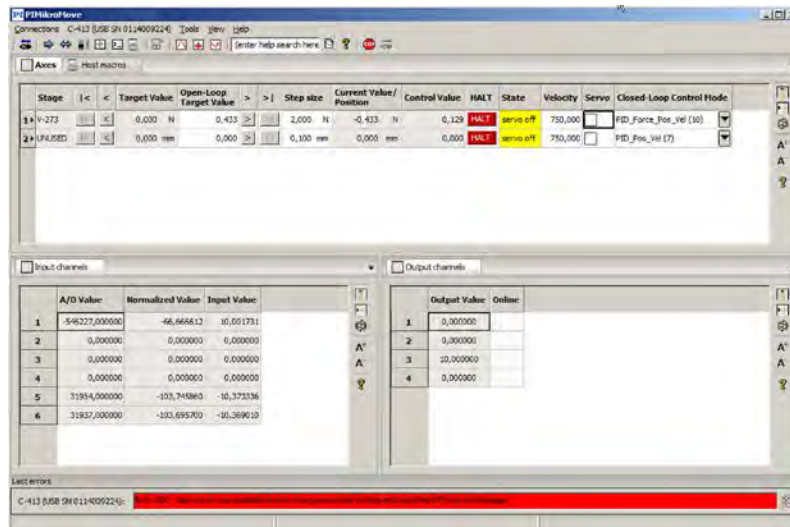 PIMikroMove
Connections C-413 (USB SN 0114009224) Tools View Help
(enter help search here
Axes Host macros
Stage |< < Target Value Open-Loop Target Value > >| Step size Current Value/ Position Control Value HALT State Velocity Servo Closed-Loop Control Mode
1 V-273 |< < 0,000 N 0,433 > >| 2,000 N -0,433 N 0,129 HALT servo off 750,000 PID_Force_Pos_Vel (10)
2 UNUSED |< < 0,000 mm 0,000 > >| 0,100 mm 0,000 mm 0,000 HALT servo off 750,000 PID_Pos_Vel (7)
Input channels
A/D Value Normalized Value Input Value
1 -546227,000000 -66,666612 10,001731
2 0,000000 0,000000 0,000000
3 0,000000 0,000000 0,000000
4 0,000000 0,000000 0,000000
5 31954,000000 -103,745860 -10,373336
6 31937,000000 -103,695700 -10,369010
Output channels
Output Value Online
1 0,000000
2 0,000000
3 10,000000
4 0,000000
Last errors
C-413 (USB SN 0114009224):